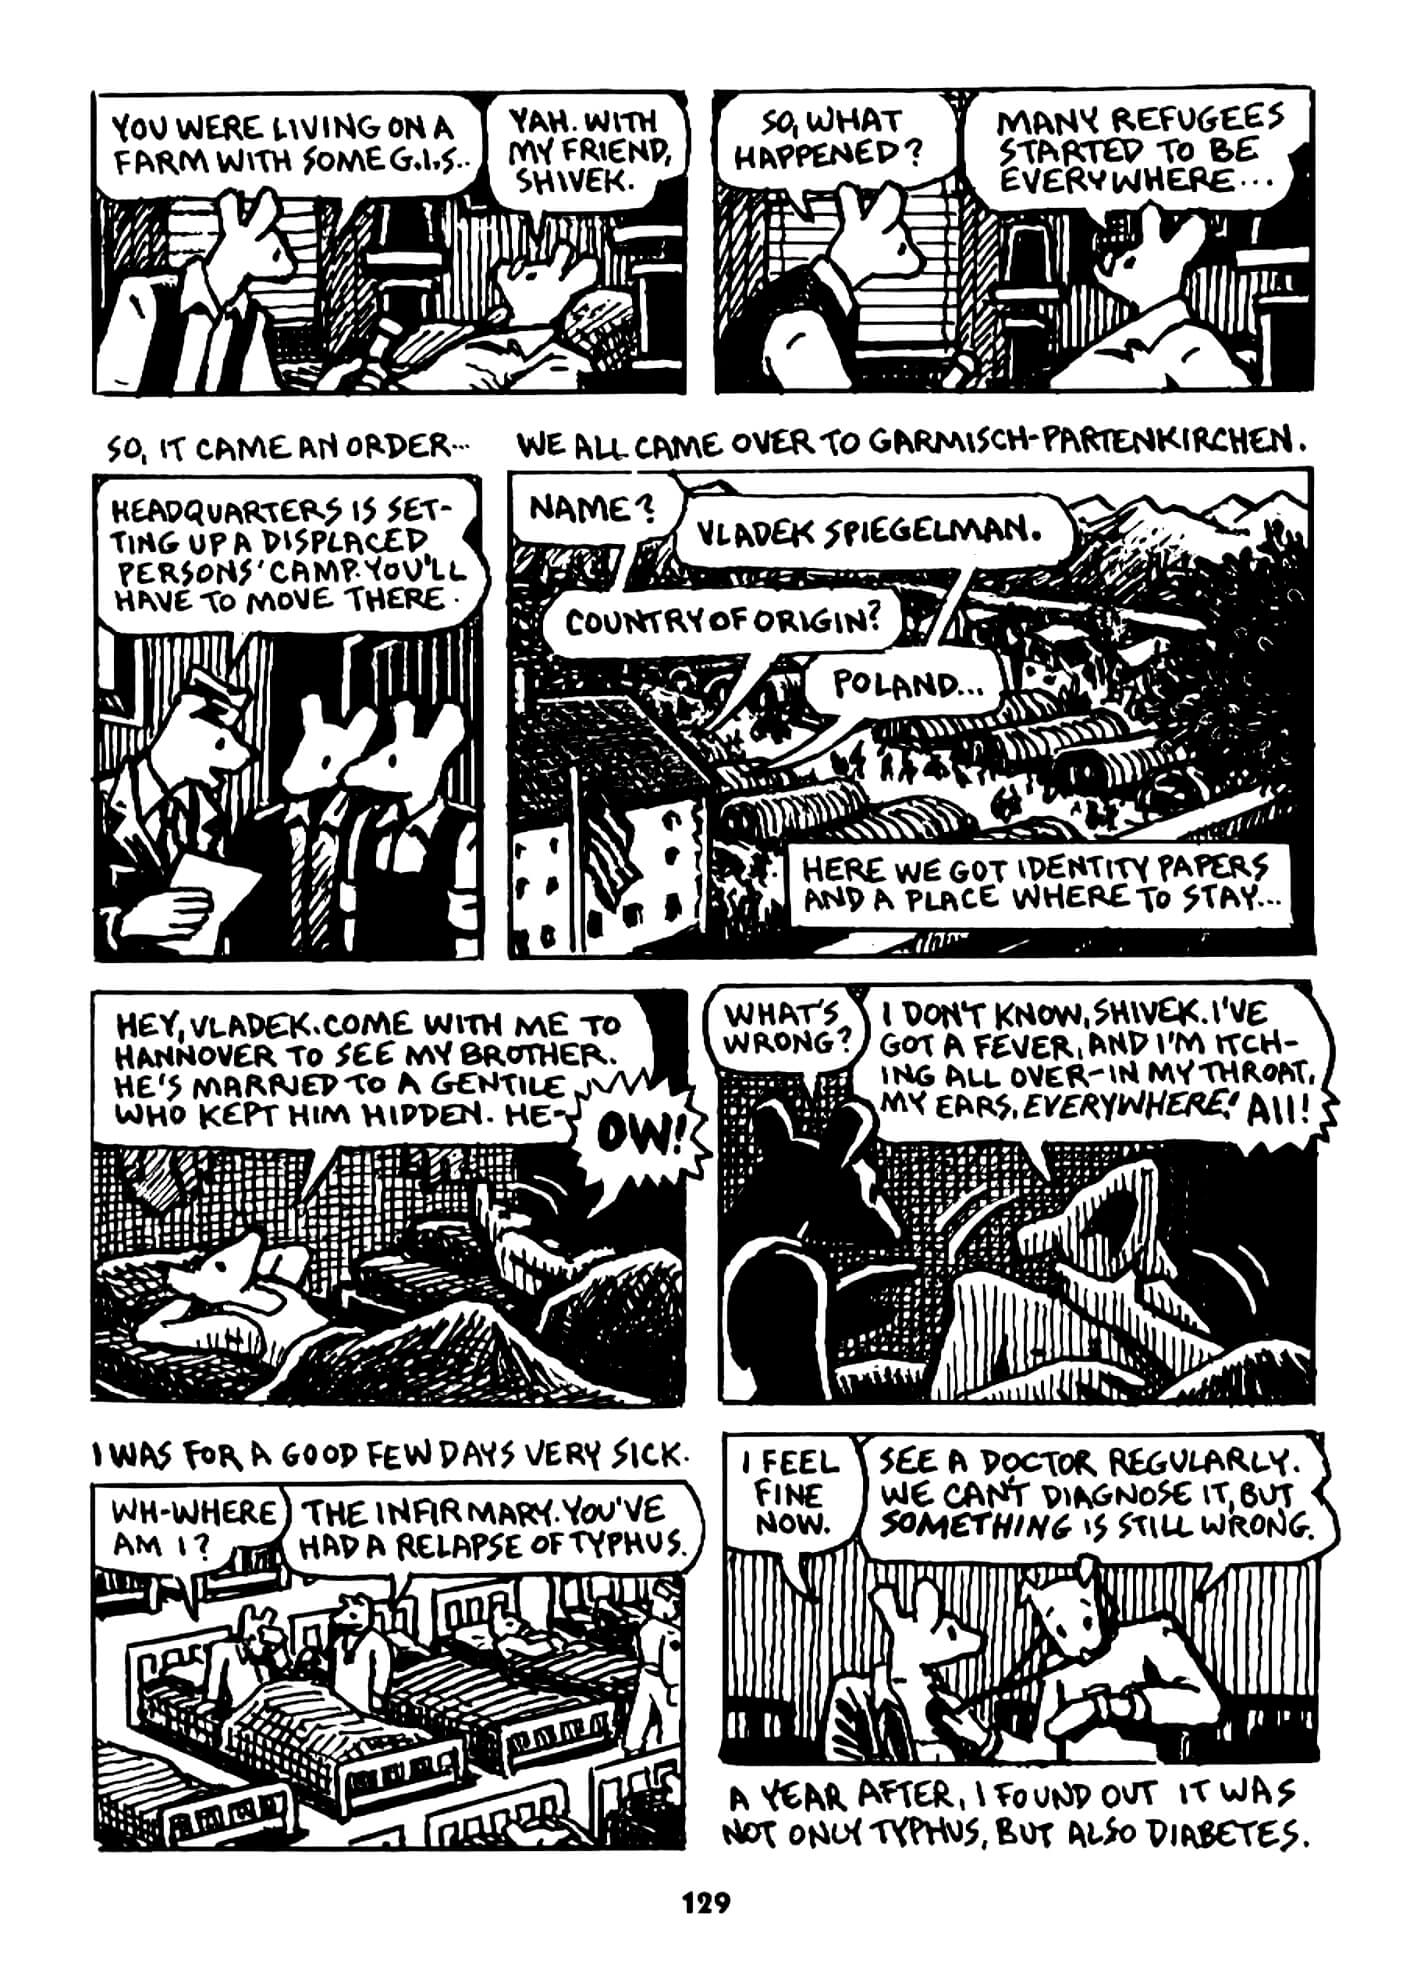 YOU WERE LIVING ON A
FARM WITH SOME G.I.S..
YAH. WITH
MY FRIEND,
SHIVEK.
SO, WHAT
HAPPENED?
MANY REFUGEES
STARTED TO BE
EVERYWHERE...
SO, IT CAME AN ORDER...
HEADQUARTERS IS SET-
TING UP A DISPLACED
PERSONS' CAMP. YOU'LL
HAVE TO MOVE THERE.
WE ALL CAME OVER TO GARMISCH-PARTENKIRCHEN.
NAME?
VLADEK SPIEGELMAN.
COUNTRY OF ORIGIN?
POLAND...
HERE WE GOT IDENTITY PAPERS
AND A PLACE WHERE TO STAY...
HEY, VLADEK. COME WITH ME TO
HANNOVER TO SEE MY BROTHER.
HE'S MARRIED TO A GENTILE
WHO KEPT HIM HIDDEN. HE-
OW!
WHAT'S
WRONG?
I DON'T KNOW, SHIVEK. I'VE
GOT A FEVER, AND I'M ITCH-
ING ALL OVER-IN MY THROAT,
MY EARS, EVERYWHERE! AII!
I WAS FOR A GOOD FEW DAYS VERY SICK.
WH-WHERE
AM I?
THE INFIRMARY. YOU'VE
HAD A RELAPSE OF TYPHUS.
I FEEL
FINE
NOW.
SEE A DOCTOR REGULARLY.
WE CAN'T DIAGNOSE IT, BUT
SOMETHING IS STILL WRONG.
A YEAR AFTER, I FOUND OUT IT WAS
NOT ONLY TYPHUS, BUT ALSO DIABETES.
129